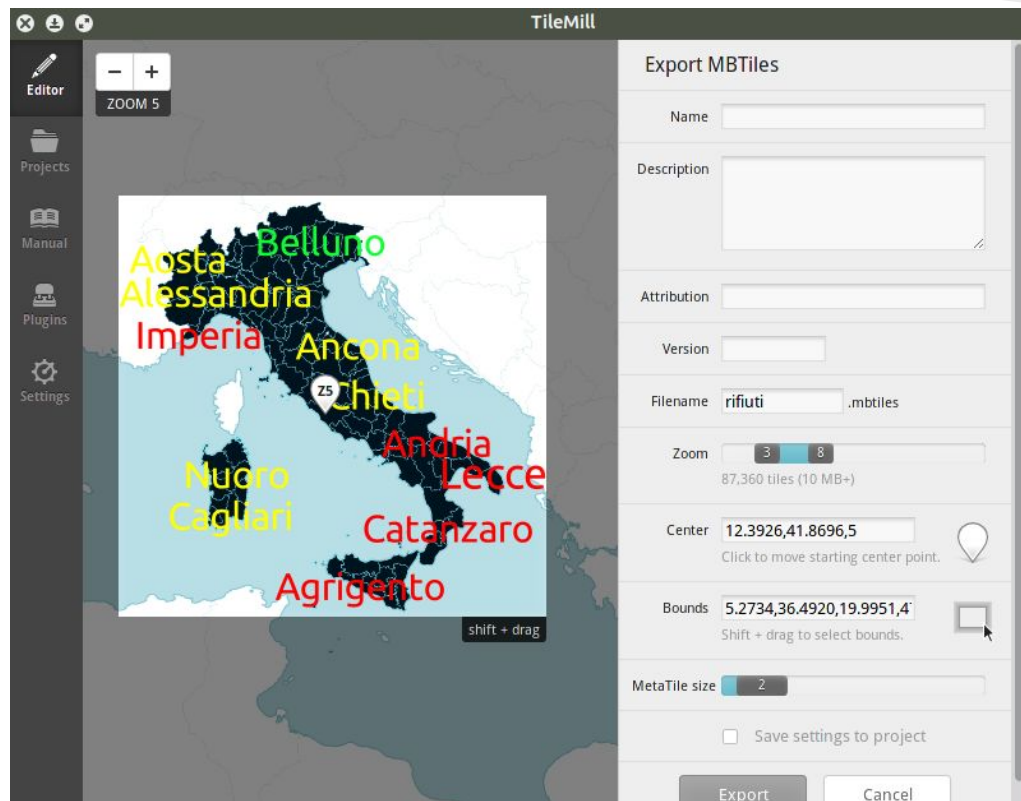 TileMill
Editor
Projects
Manual
Plugins
Settings
− +
ZOOM 5
Belluno
Aosta
Alessandria
Imperia
Ancona
Z5
Chieti
Andria
Lecce
Nuoro
Cagliari
Catanzaro
Agrigento
shift + drag
Export MBTiles
Name
Description
Attribution
Version
Filename rifiuti .mbtiles
Zoom 3 8
87,360 tiles (10 MB+)
Center 12.3926,41.8696,5
Click to move starting center point.
Bounds 5.2734,36.4920,19.9951,4
Shift + drag to select bounds.
MetaTile size 2
Save settings to project
Export Cancel